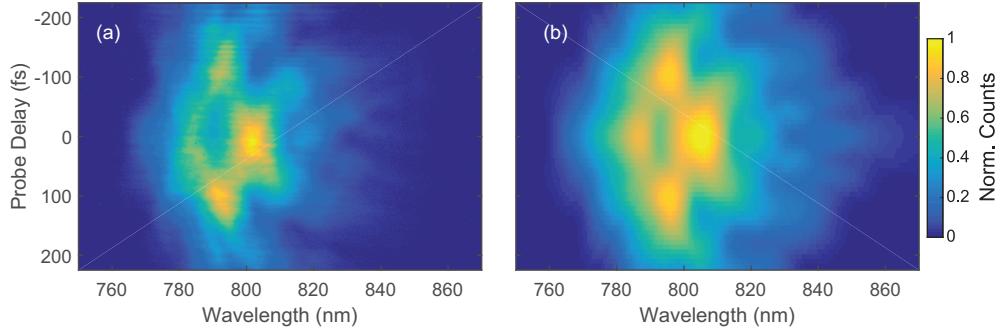 (a)
(b)
-200
-100
0
100
200
Probe Delay (fs)
760 780 800 820 840 860
Wavelength (nm)
760 780 800 820 840 860
Wavelength (nm)
1
0.8
0.6
0.4
0.2
0
Norm. Counts